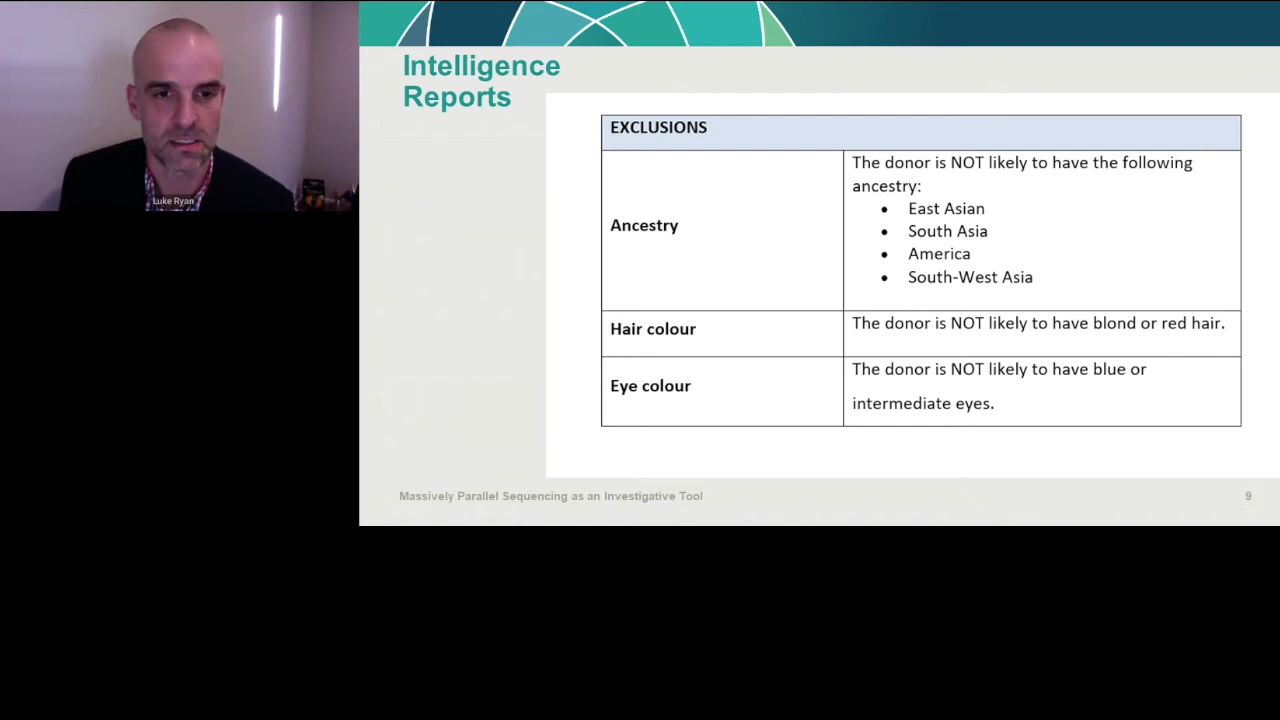 Luke Ryan
Intelligence
Reports
EXCLUSIONS
Ancestry
The donor is NOT likely to have the following
ancestry:
• East Asian
• South Asia
• America
• South-West Asia
Hair colour
The donor is NOT likely to have blond or red hair.
Eye colour
The donor is NOT likely to have blue or
intermediate eyes.
Massively Parallel Sequencing as an Investigative Tool
9